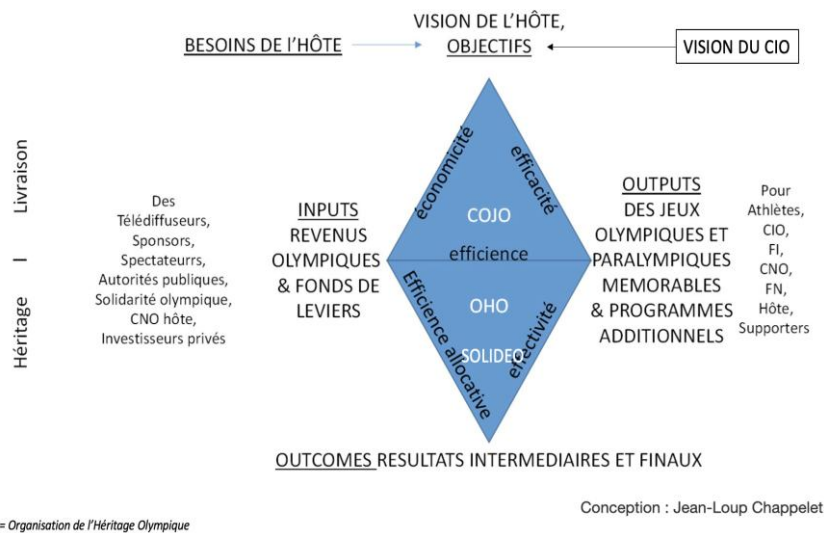 VISION DE L'HÔTE,
BESOINS DE l'HÔTE
OBJECTIFS
VISION DU CIO
Livraison
I
Héritage
Des
Télédiffuseurs,
Sponsors,
Spectateurrs,
Autorités publiques,
Solidarité olympique,
CNO hôte,
Investisseurs privés
INPUTS
REVENUS
OLYMPIQUES
& FONDS DE
LEVIERS
économicité
efficacité
COJO
efficience
Efficience allocative
effectivité
OHO
SOLIDEO
OUTPUTS
DES JEUX
OLYMPIQUES ET
PARALYMPIQUES
MEMORABLES
& PROGRAMMES
ADDITIONNELS
Pour
Athlètes,
CIO,
FI,
CNO,
FN,
Hôte,
Supporters
OUTCOMES RESULTATS INTERMEDIAIRES ET FINAUX
Conception : Jean-Loup Chappelet
= Organisation de l'Héritage Olympique